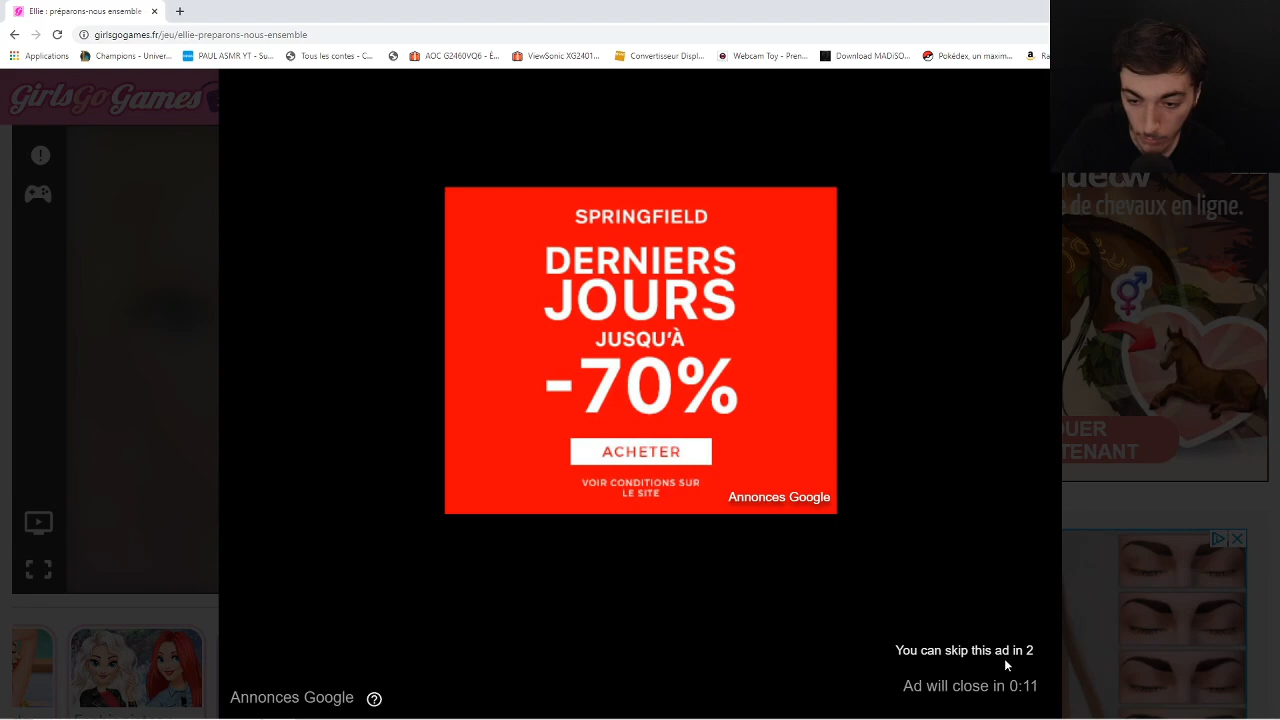 Ellie : préparons-nous ensemble
girlsgogames.fr/jeu/ellie-preparons-nous-ensemble
Applications
Champions - Univer...
PAUL ASMR YT - Su...
Tous les contes - C...
AOC G2460VQ6 - É...
ViewSonic XG2401...
Convertisseur Displ...
Webcam Toy - Pren...
Download MADISO...
Pokédex, un maxim...
GirlsGoGames
de chevaux en ligne.
SPRINGFIELD
DERNIERS
JOURS
JUSQU'À
-70%
ACHETER
VOIR CONDITIONS SUR
LE SITE
Annonces Google
OUER
TENANT
You can skip this ad in 2
Ad will close in 0:11
Annonces Google